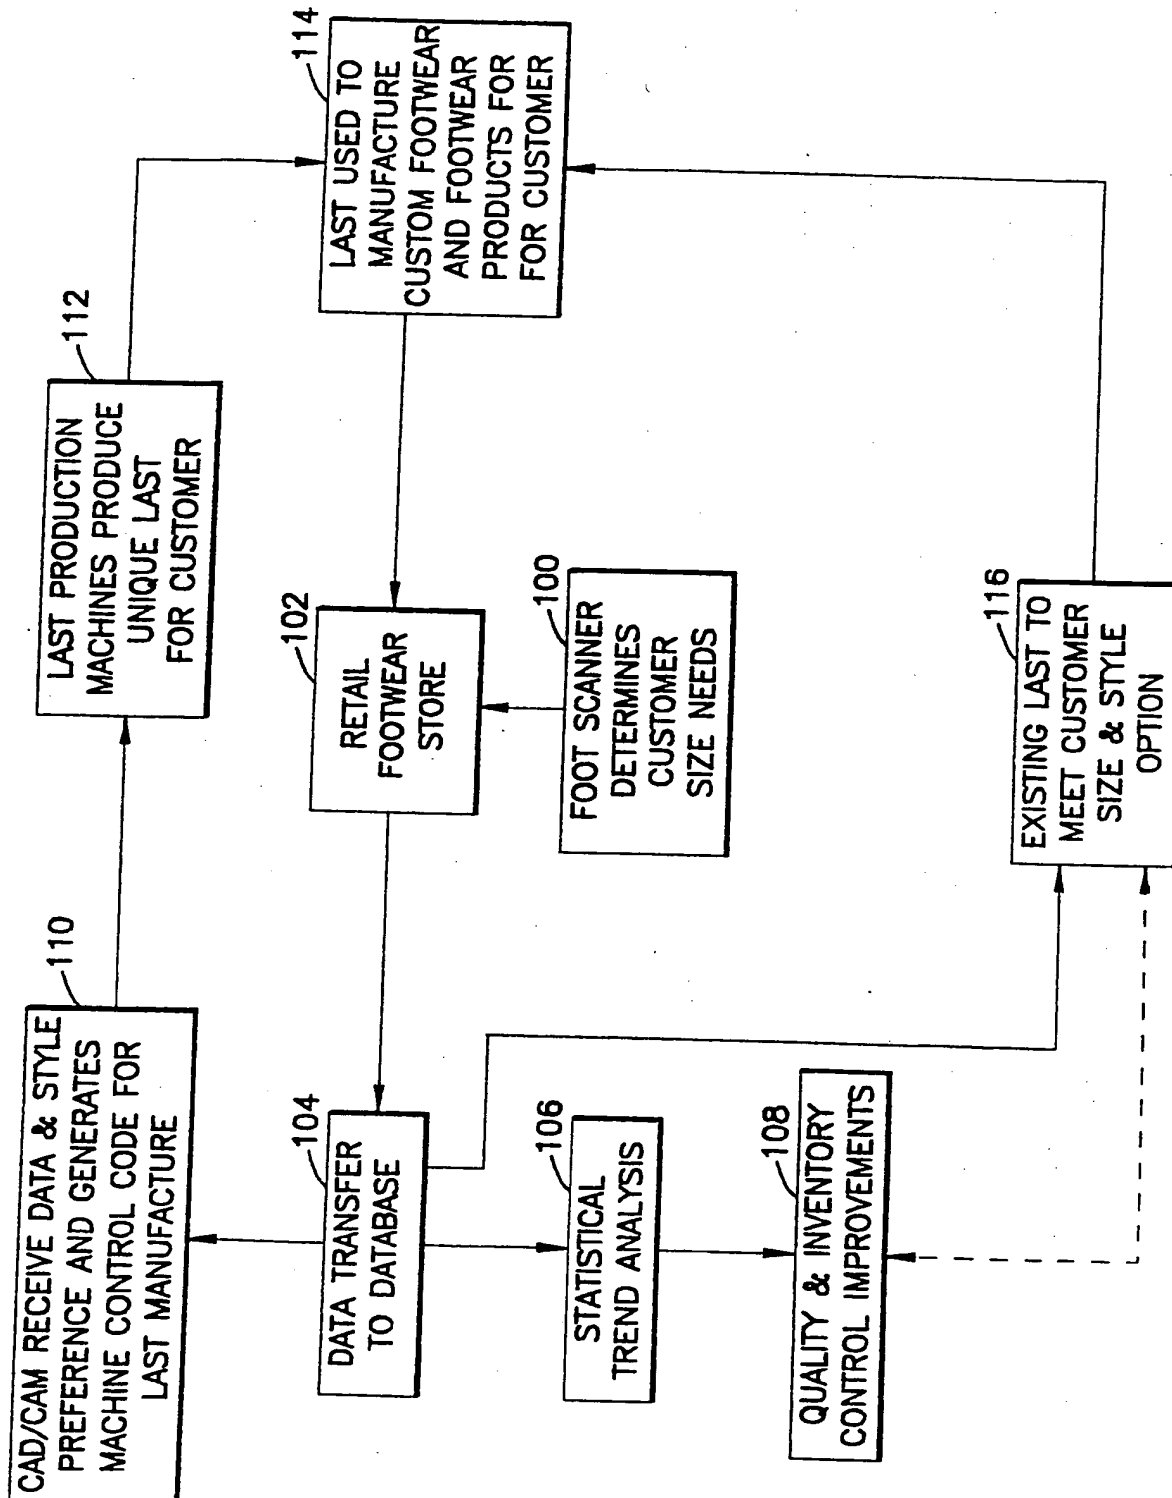 CAD/CAM RECEIVE DATA & STYLE
PREFERENCE AND GENERATES
MACHINE CONTROL CODE FOR
LAST MANUFACTURE
110
LAST PRODUCTION
MACHINES PRODUCE
UNIQUE LAST
FOR CUSTOMER
112
DATA TRANSFER
TO DATABASE
104
RETAIL
FOOTWEAR
STORE
102
LAST USED TO
MANUFACTURE
CUSTOM FOOTWEAR
AND FOOTWEAR
PRODUCTS FOR
FOR CUSTOMER
114
STATISTICAL
TREND ANALYSIS
106
FOOT SCANNER
DETERMINES
CUSTOMER
SIZE NEEDS
100
QUALITY & INVENTORY
CONTROL IMPROVEMENTS
108
EXISTING LAST TO
MEET CUSTOMER
SIZE & STYLE
OPTION
116